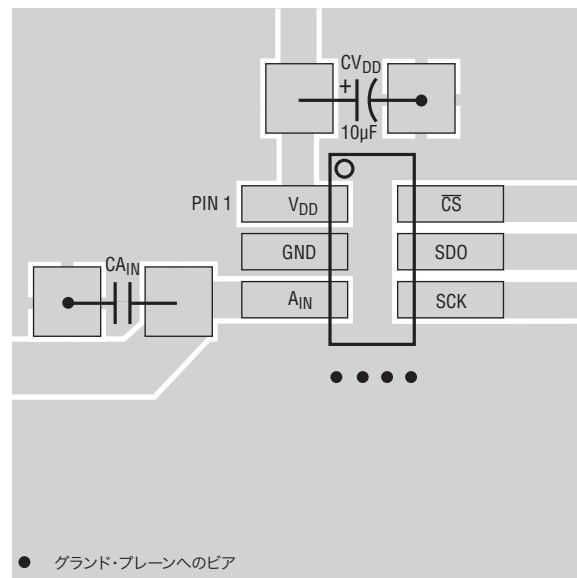 CVDD
+
10µF
PIN 1
VDD
CS
GND
SDO
CAIN
AIN
SCK
● グランド・プレーンへのビア